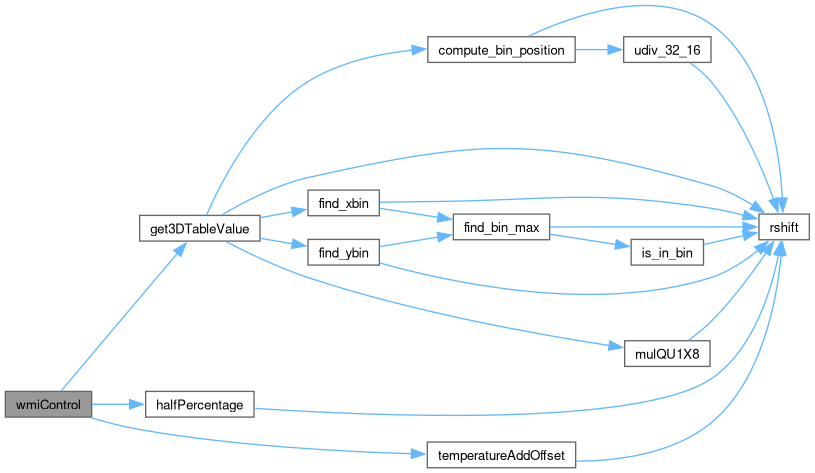 compute_bin_position
udiv_32_16
find_xbin
get3DTableValue
find_bin_max
rshift
find_ybin
is_in_bin
mulQU1X8
wmiControl
halfPercentage
temperatureAddOffset